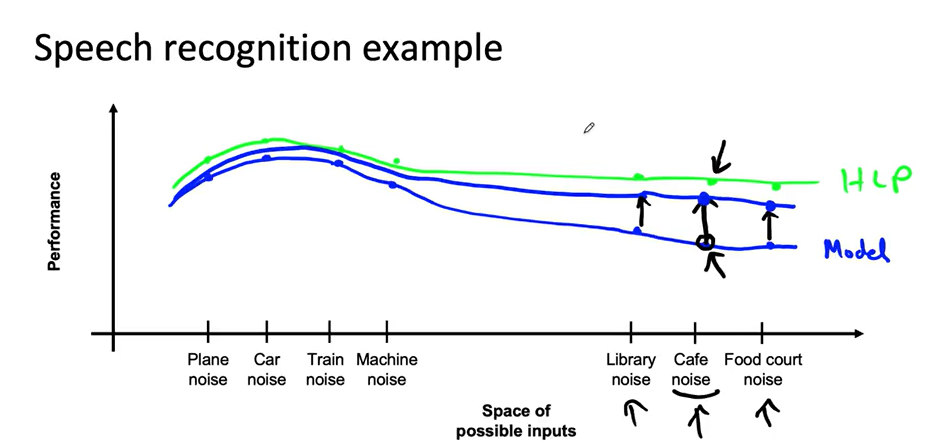 Speech recognition example
HLP
Performance
Model
Plane
noise
Car
noise
Train
noise
Machine
noise
Library
noise
Cafe
noise
Food court
noise
Space of
possible inputs